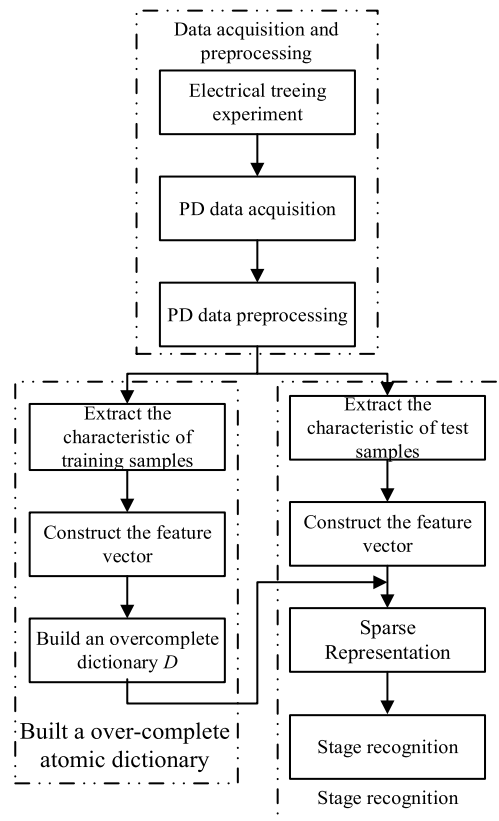 Data acquisition and
preprocessing
Electrical treeing
experiment
PD data acquisition
PD data preprocessing
Extract the
characteristic of
training samples
Construct the feature
vector
Build an overcomplete
dictionary D
Built a over-complete
atomic dictionary
Extract the
characteristic of test
samples
Construct the feature
vector
Sparse
Representation
Stage recognition
Stage recognition